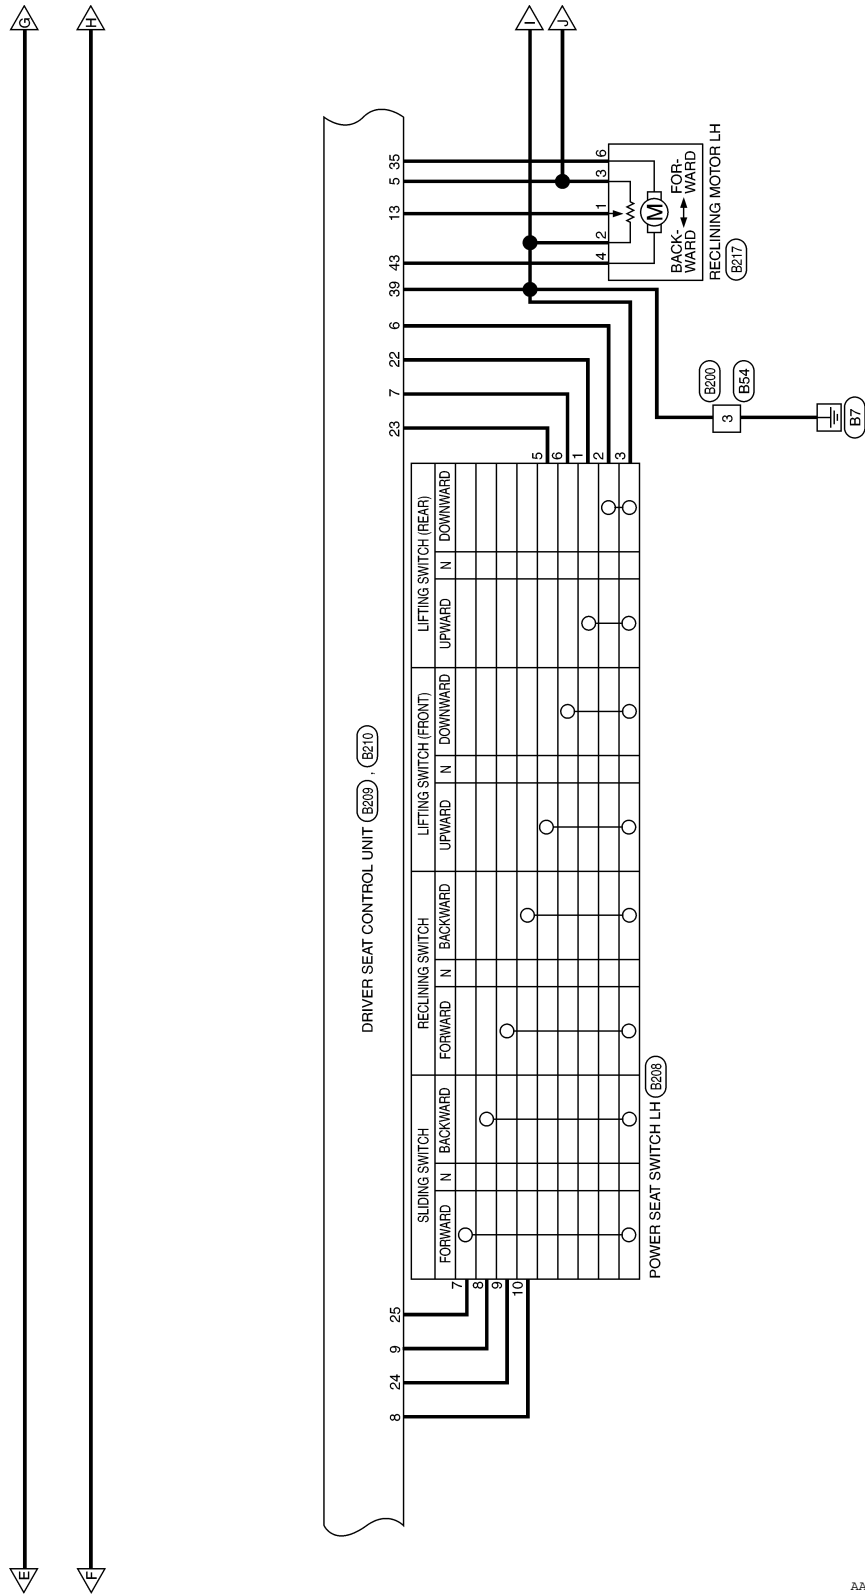 G
H
I
J
E
F
DRIVER SEAT CONTROL UNIT B209 , B210
8
24
9
25
23
7
22
6
39
43
13
5
35
SLIDING SWITCH
RECLINING SWITCH
LIFTING SWITCH (FRONT)
LIFTING SWITCH (REAR)
FORWARD N BACKWARD
FORWARD N BACKWARD
UPWARD N DOWNWARD
UPWARD N DOWNWARD
7
8
9
10
5
6
1
2
3
POWER SEAT SWITCH LH B208
4
2
1
3
6
M
BACK-
WARD
FOR-
WARD
RECLINING MOTOR LH
B217
3
B200
B54
B7